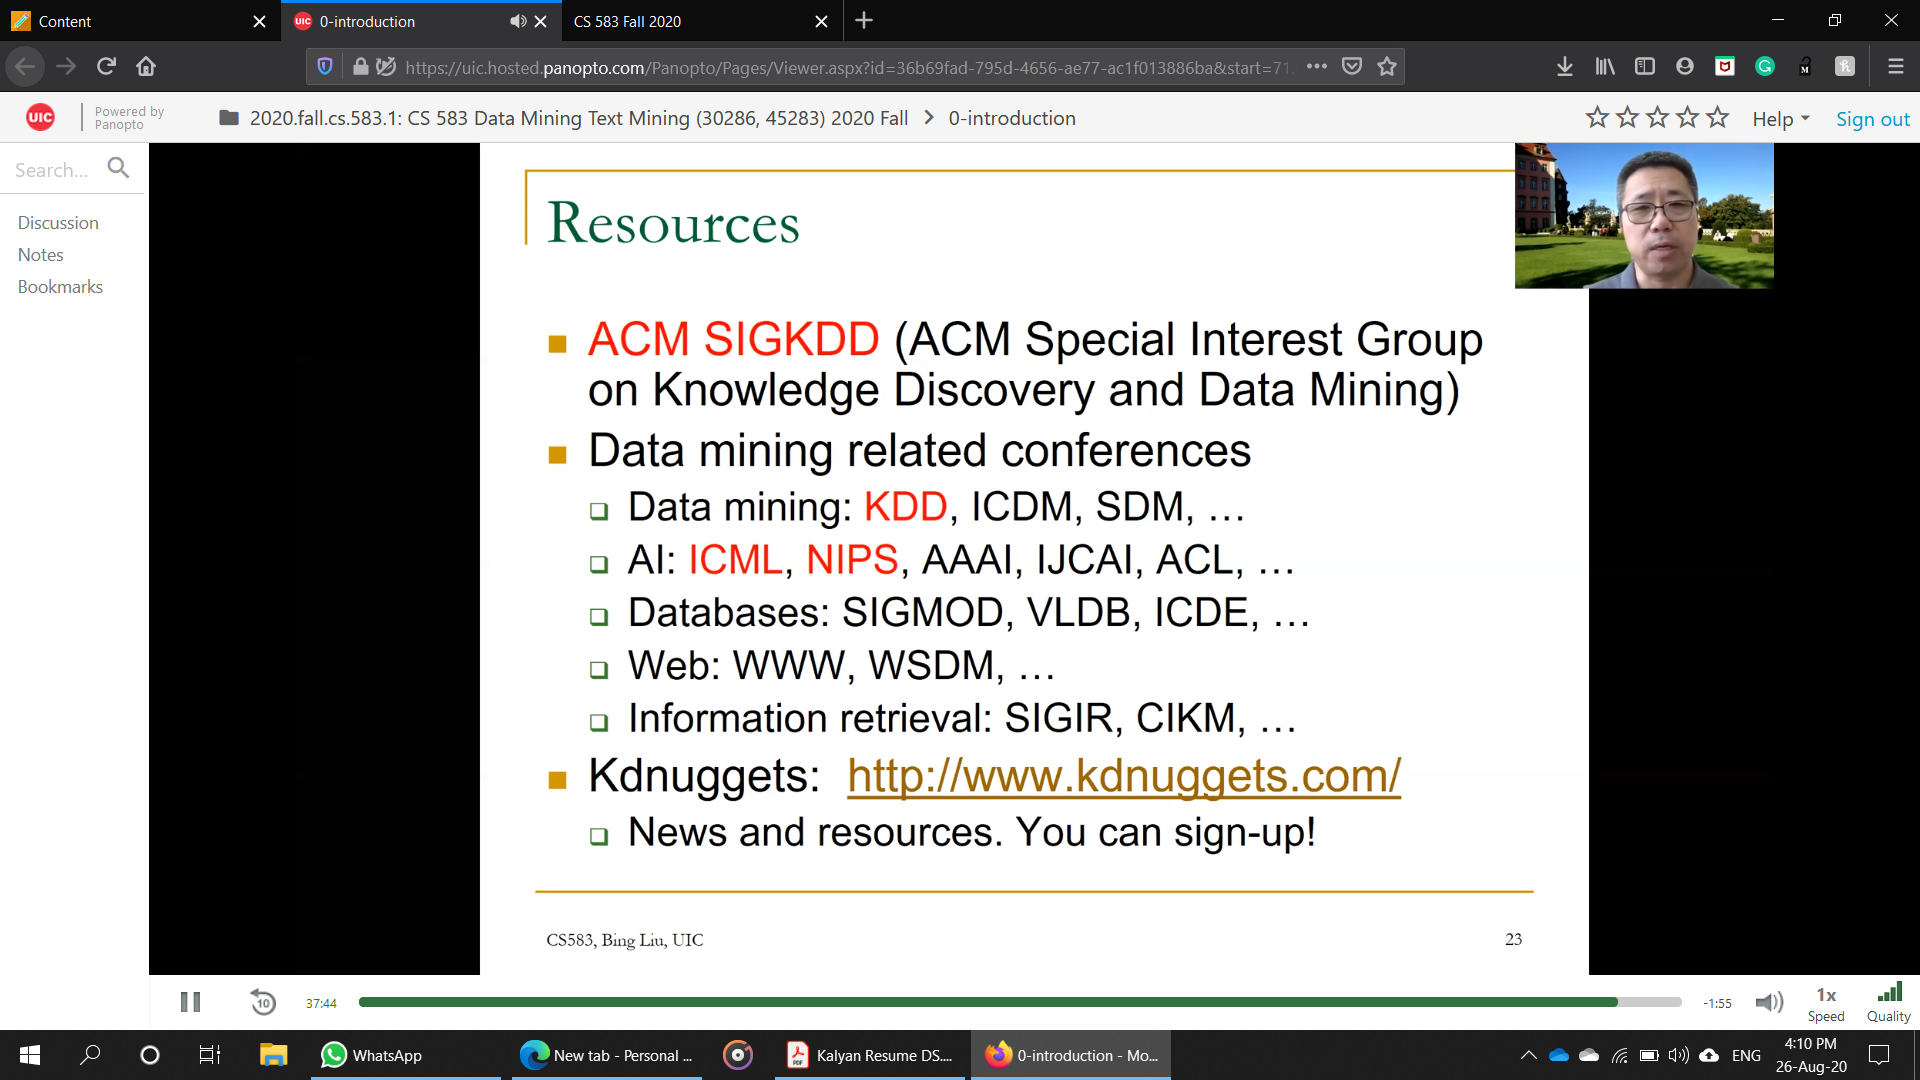 Content
UIC 0-introduction
CS 583 Fall 2020
https://uic.hosted.panopto.com/Panopto/Pages/Viewer.aspx?id=36b69fad-795d-4656-ae77-ac1f013886ba&start=71
UIC
Powered by
Panopto
2020.fall.cs.583.1: CS 583 Data Mining Text Mining (30286, 45283) 2020 Fall > 0-introduction
Help
Sign out
Search...
Discussion
Notes
Bookmarks
Resources
ACM SIGKDD (ACM Special Interest Group
on Knowledge Discovery and Data Mining)
Data mining related conferences
Data mining: KDD, ICDM, SDM, …
AI: ICML, NIPS, AAAI, IJCAI, ACL, …
Databases: SIGMOD, VLDB, ICDE, …
Web: WWW, WSDM, …
Information retrieval: SIGIR, CIKM, …
Kdnuggets: http://www.kdnuggets.com/
News and resources. You can sign-up!
CS583, Bing Liu, UIC
23
10
37:44
-1:55
1x
Speed
Quality
WhatsApp
New tab - Personal ...
PDF
Kalyan Resume DS....
0-introduction - Mo...
ENG
4:10 PM
26-Aug-20